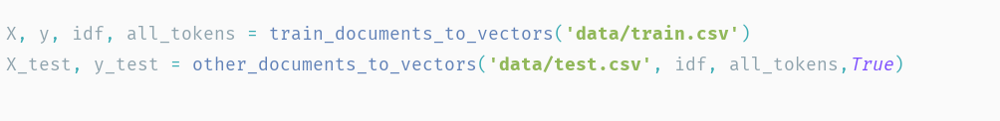 X, y, idf, all_tokens = train_documents_to_vectors('data/train.csv')
X_test, y_test = other_documents_to_vectors('data/test.csv', idf, all_tokens,True)